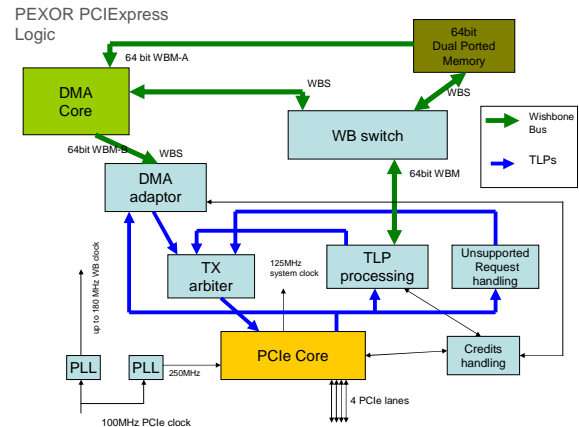 PEXOR PCIExpress
Logic
64bit
Dual Ported
Memory
64 bit WBM-A
DMA
Core
WBS
WBS
WB switch
Wishbone
Bus
TLPs
64bit WBM-B
WBS
64bit WBM
DMA
adaptor
TX
arbiter
125MHz
system clock
TLP
processing
Unsupported
Request
handling
up to 180 MHz WB clock
PLL
PLL
250MHz
PCIe Core
Credits
handling
4 PCIe lanes
100MHz PCIe clock